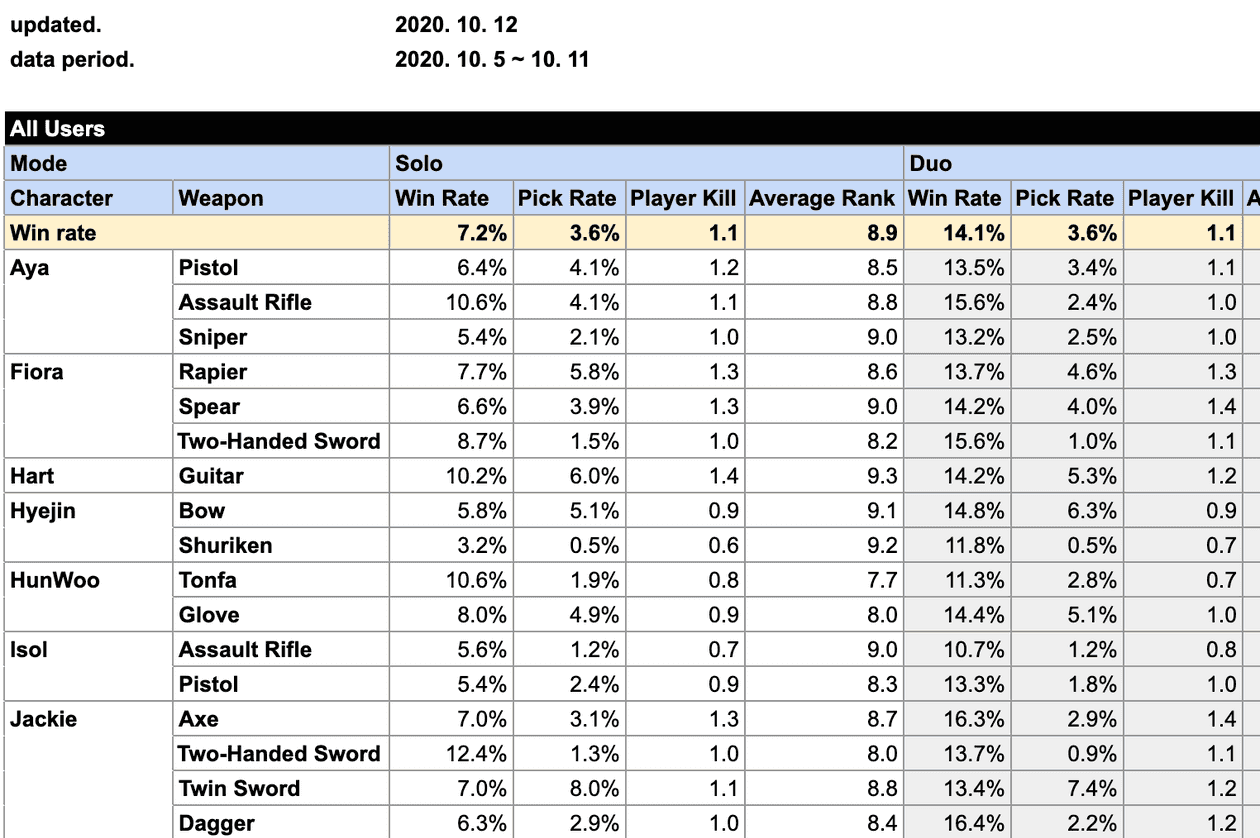 updated. 2020. 10. 12
data period. 2020. 10. 5 ~ 10. 11
All Users
Mode Solo Duo
Character Weapon Win Rate Pick Rate Player Kill Average Rank Win Rate Pick Rate Player Kill A
Win rate 7.2% 3.6% 1.1 8.9 14.1% 3.6% 1.1
Aya Pistol 6.4% 4.1% 1.2 8.5 13.5% 3.4% 1.1
Assault Rifle 10.6% 4.1% 1.1 8.8 15.6% 2.4% 1.0
Sniper 5.4% 2.1% 1.0 9.0 13.2% 2.5% 1.0
Fiora Rapier 7.7% 5.8% 1.3 8.6 13.7% 4.6% 1.3
Spear 6.6% 3.9% 1.3 9.0 14.2% 4.0% 1.4
Two-Handed Sword 8.7% 1.5% 1.0 8.2 15.6% 1.0% 1.1
Hart Guitar 10.2% 6.0% 1.4 9.3 14.2% 5.3% 1.2
Hyejin Bow 5.8% 5.1% 0.9 9.1 14.8% 6.3% 0.9
Shuriken 3.2% 0.5% 0.6 9.2 11.8% 0.5% 0.7
HunWoo Tonfa 10.6% 1.9% 0.8 7.7 11.3% 2.8% 0.7
Glove 8.0% 4.9% 0.9 8.0 14.4% 5.1% 1.0
Isol Assault Rifle 5.6% 1.2% 0.7 9.0 10.7% 1.2% 0.8
Pistol 5.4% 2.4% 0.9 8.3 13.3% 1.8% 1.0
Jackie Axe 7.0% 3.1% 1.3 8.7 16.3% 2.9% 1.4
Two-Handed Sword 12.4% 1.3% 1.0 8.0 13.7% 0.9% 1.1
Twin Sword 7.0% 8.0% 1.1 8.8 13.4% 7.4% 1.2
Dagger 6.3% 2.9% 1.0 8.4 16.4% 2.2% 1.2